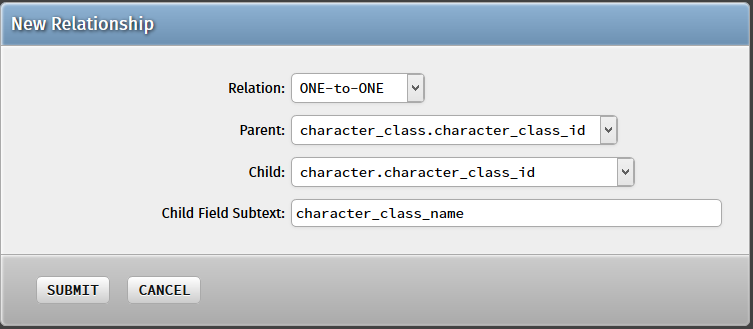 New Relationship
Relation: ONE-to-ONE
Parent: character_class.character_class_id
Child: character.character_class_id
Child Field Subtext: character_class_name
SUBMIT CANCEL